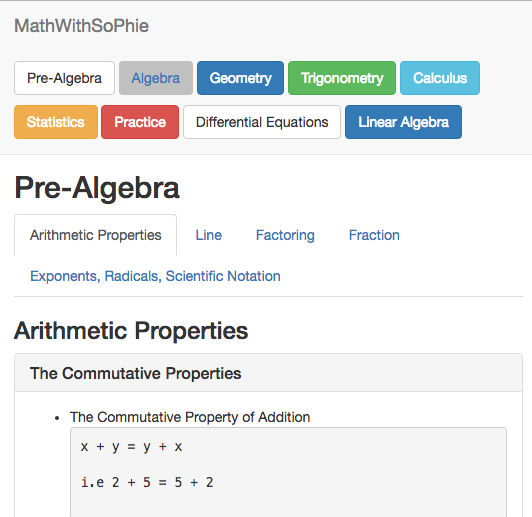 MathWithSoPhie
Pre-Algebra Algebra Geometry Trigonometry Calculus
Statistics Practice Differential Equations Linear Algebra
Pre-Algebra
Arithmetic Properties Line Factoring Fraction
Exponents, Radicals, Scientific Notation
Arithmetic Properties
The Commutative Properties
• The Commutative Property of Addition
x + y = y + x
i.e 2 + 5 = 5 + 2